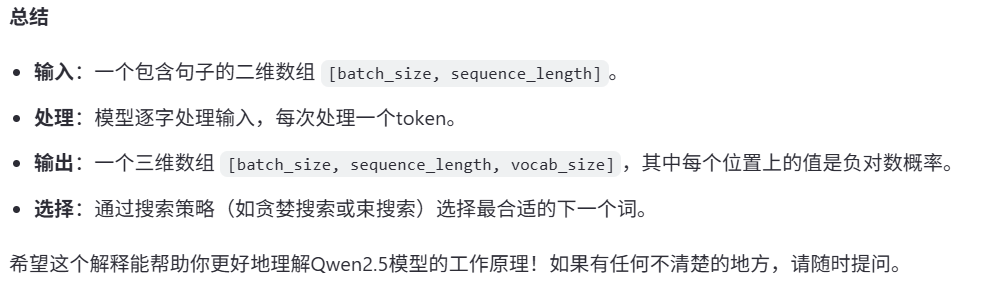 总结
输入：一个包含句子的二维数组 [batch_size, sequence_length]。
处理：模型逐字处理输入，每次处理一个token。
输出：一个三维数组 [batch_size, sequence_length, vocab_size]，其中每个位置上的值是负对数概率。
选择：通过搜索策略（如贪婪搜索或束搜索）选择最合适的下一个词。
希望这个解释能帮助你更好地理解Qwen2.5模型的工作原理！如果有任何不清楚的地方，请随时提问。